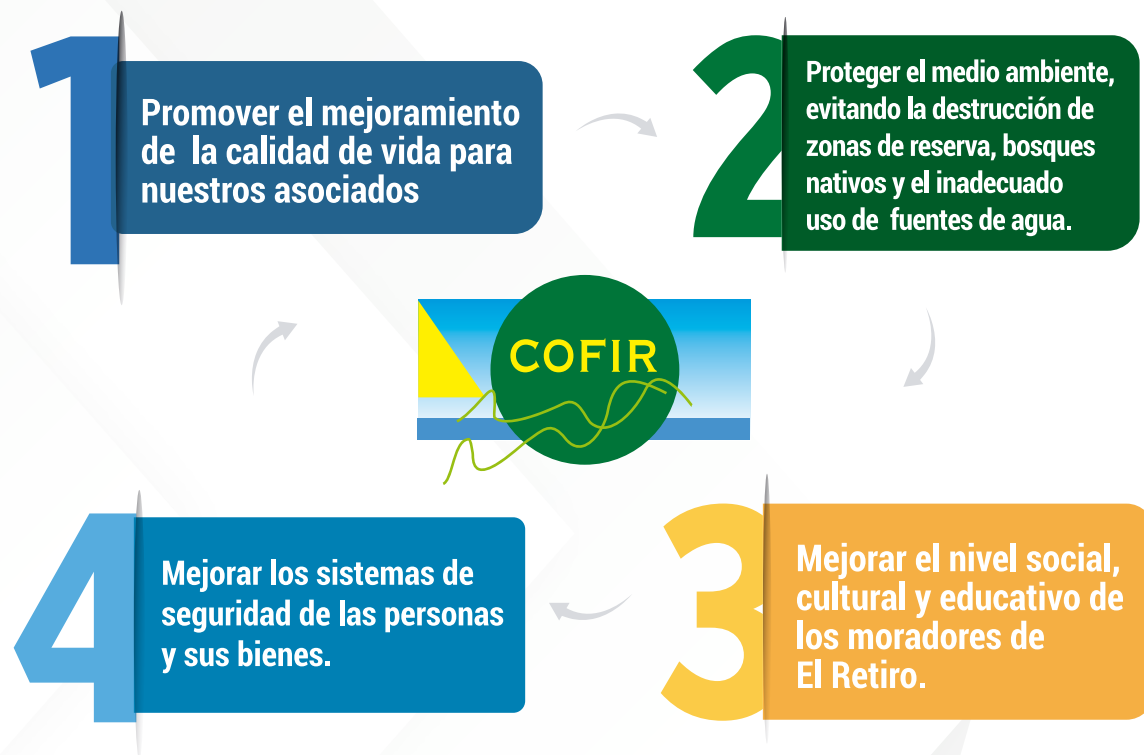 1
Promover el mejoramiento
de la calidad de vida para
nuestros asociados
2
Proteger el medio ambiente,
evitando la destrucción de
zonas de reserva, bosques
nativos y el inadecuado
uso de fuentes de agua.
COFIR
3
Mejorar el nivel social,
cultural y educativo de
los moradores de
El Retiro.
4
Mejorar los sistemas de
seguridad de las personas
y sus bienes.